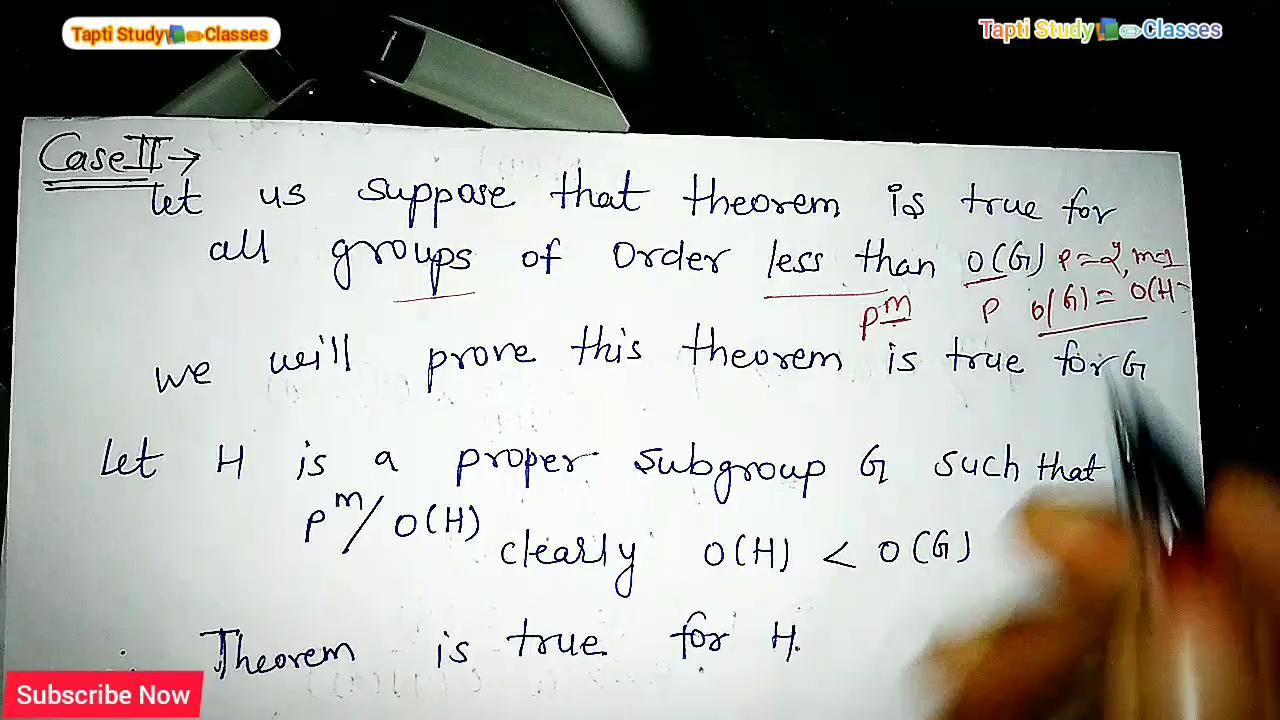 Tapti Study Classes
Tapti Study Classes
Case II →
let us suppose that theorem is true for
all groups of order less than O(G) P=2, m=1
p^m P O(G) = O(H
we will prove this theorem is true for G
Let H is a proper subgroup G such that
p^m/O(H)
clearly O(H) < O(G)
∴ Theorem is true for H.
Subscribe Now